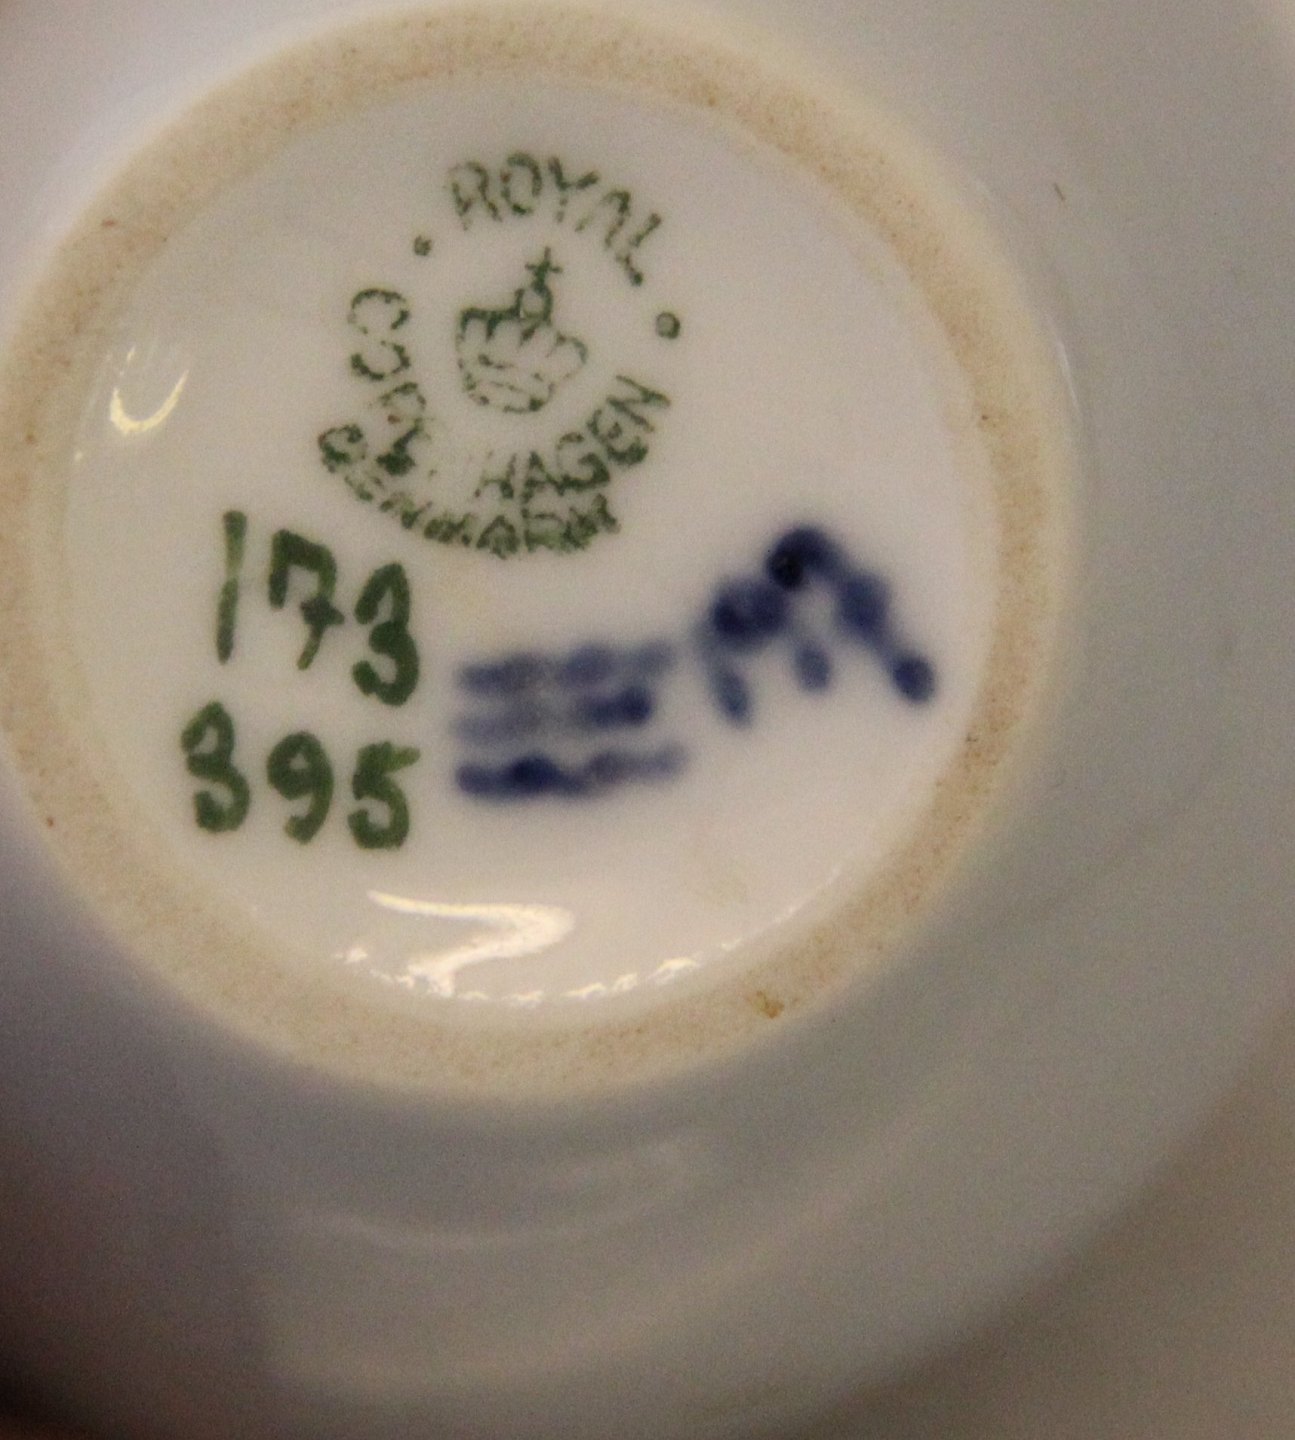 ROYAL
COPENHAGEN
DENMARK
173
395